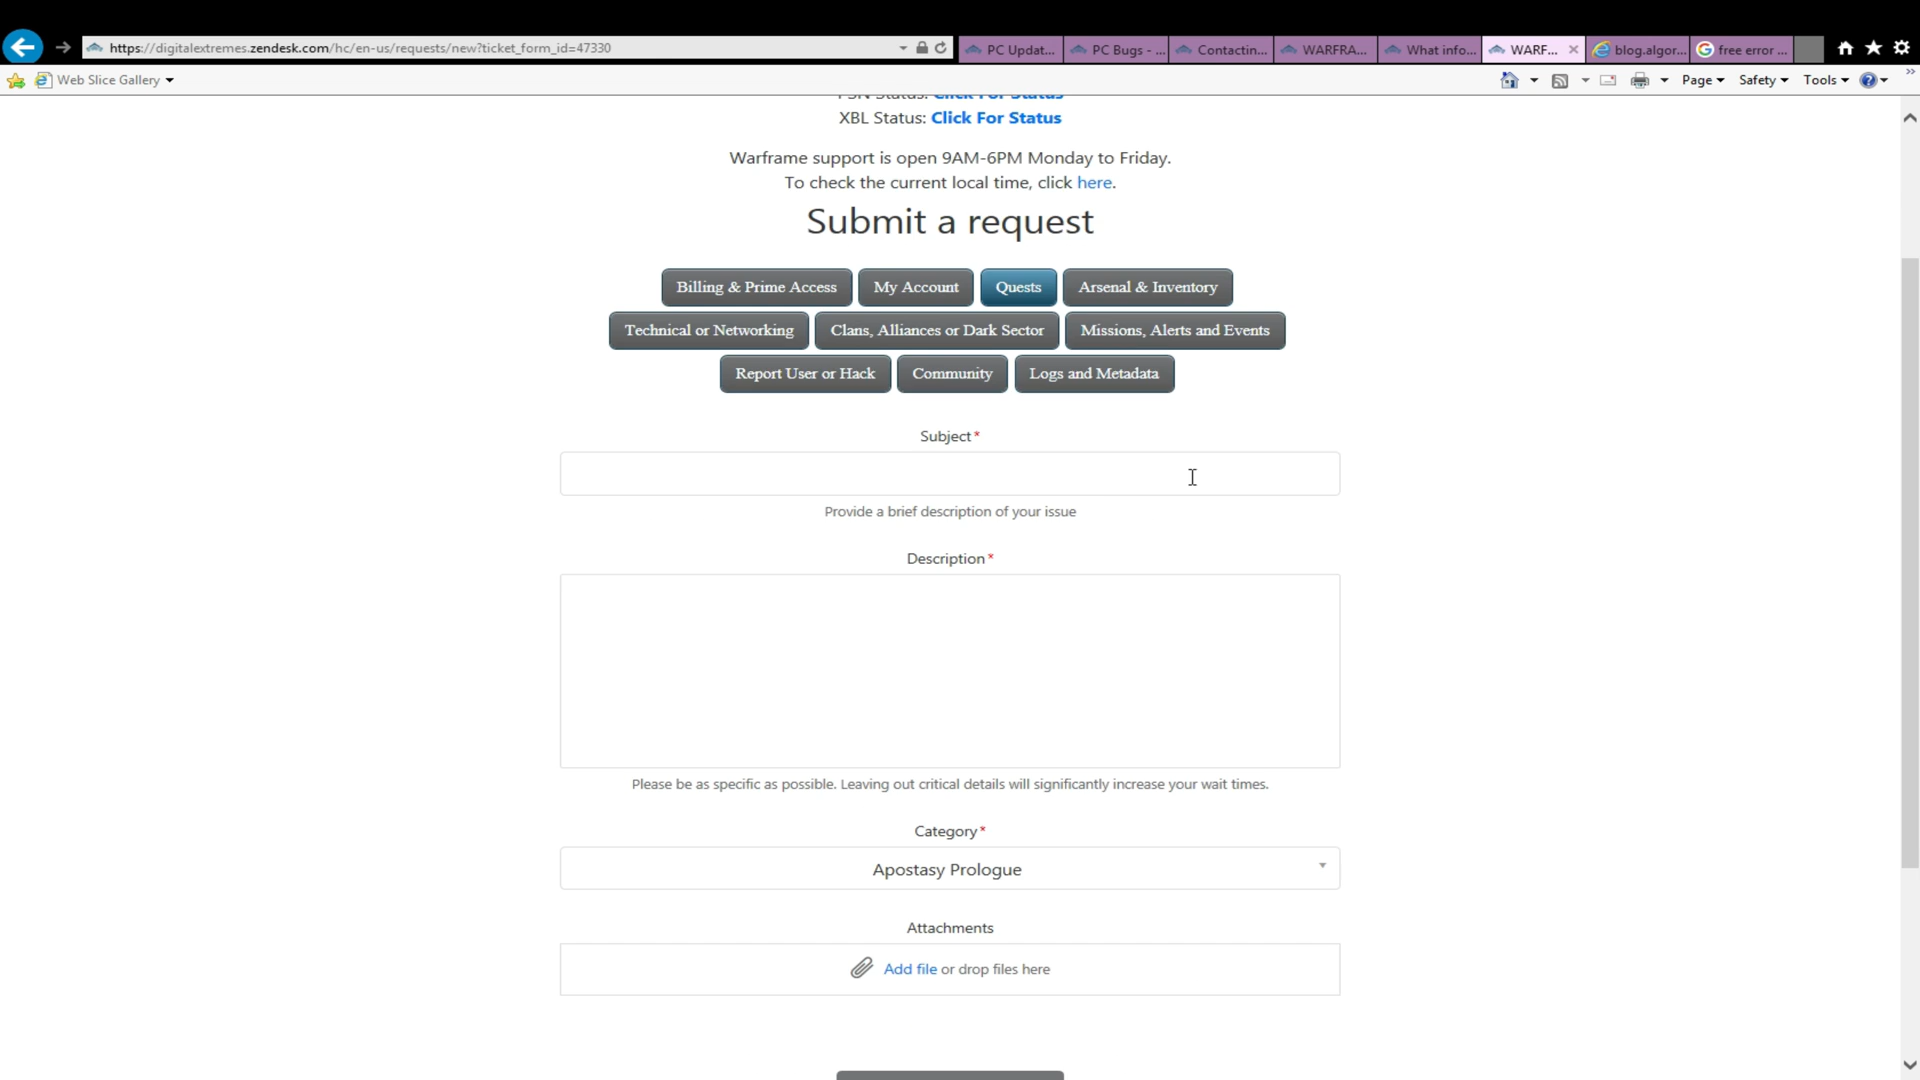 https://digitalextremes.zendesk.com/hc/en-us/requests/new?ticket_form_id=47330
PC Updat...
PC Bugs - ...
Contactin...
WARFRA...
What info...
WARF...
blog.algor...
free error ...
Web Slice Gallery
Page
Safety
Tools
PSN Status: Click For Status
XBL Status: Click For Status
Warframe support is open 9AM-6PM Monday to Friday.
To check the current local time, click here.
Submit a request
Billing & Prime Access
My Account
Quests
Arsenal & Inventory
Technical or Networking
Clans, Alliances or Dark Sector
Missions, Alerts and Events
Report User or Hack
Community
Logs and Metadata
Subject*
Provide a brief description of your issue
Description*
Please be as specific as possible. Leaving out critical details will significantly increase your wait times.
Category*
Apostasy Prologue
Attachments
Add file or drop files here